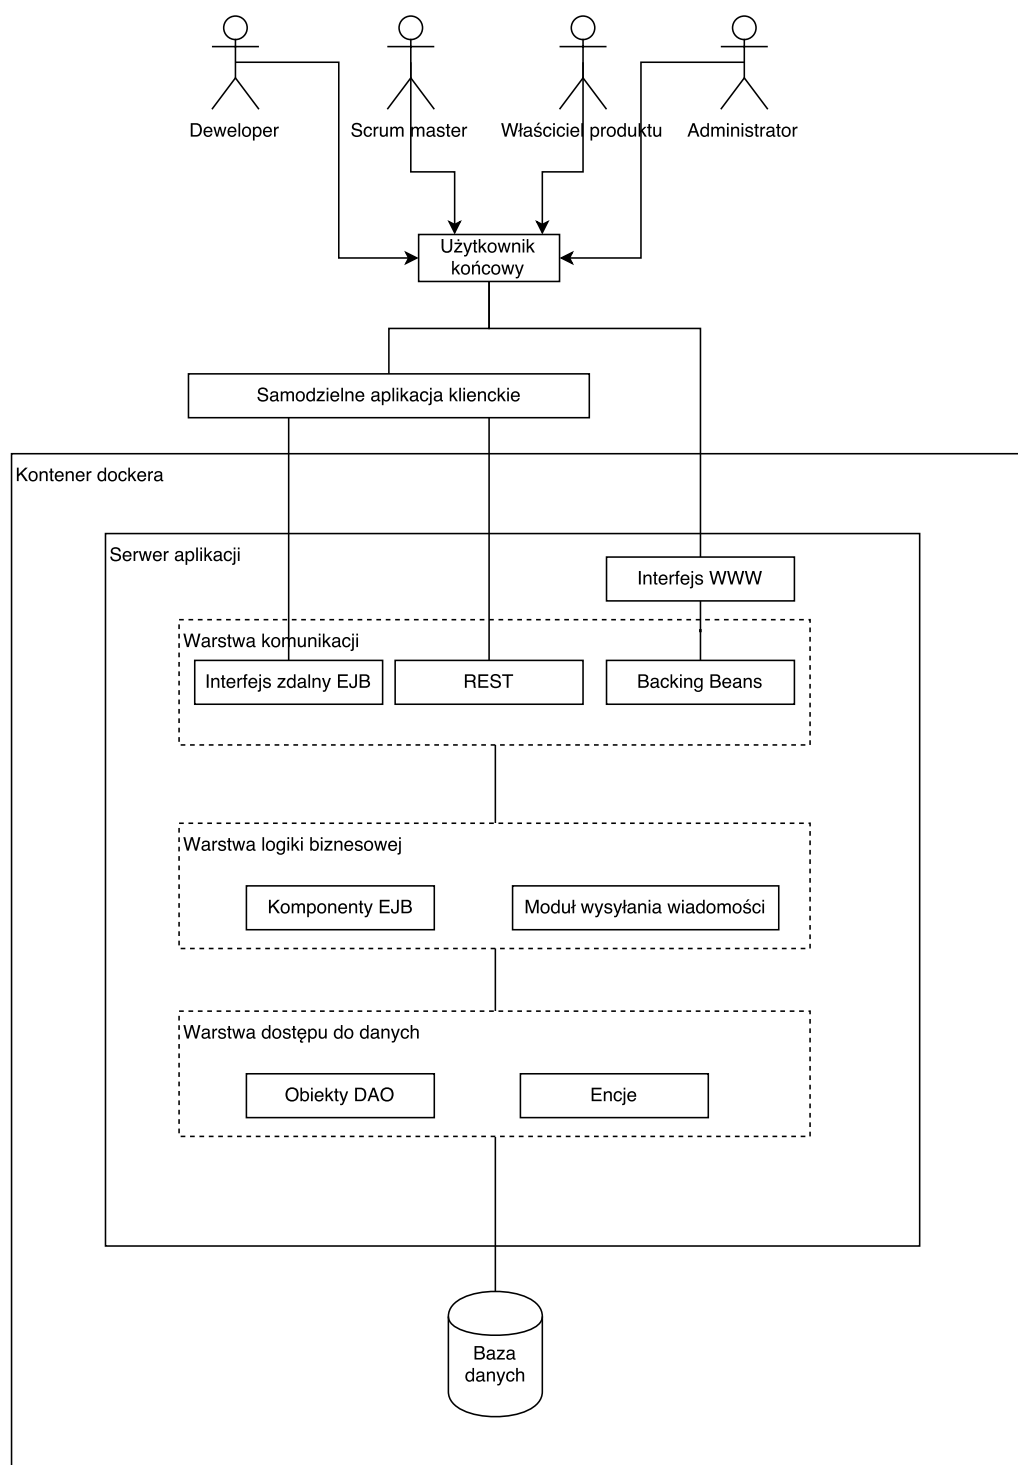 Deweloper
Scrum master
Właściciel produktu
Administrator
Użytkownik
końcowy
Samodzielne aplikacja klienckie
Kontener dockera
Serwer aplikacji
Interfejs WWW
Warstwa komunikacji
Interfejs zdalny EJB
REST
Backing Beans
Warstwa logiki biznesowej
Komponenty EJB
Moduł wysyłania wiadomości
Warstwa dostępu do danych
Obiekty DAO
Encje
Baza
danych